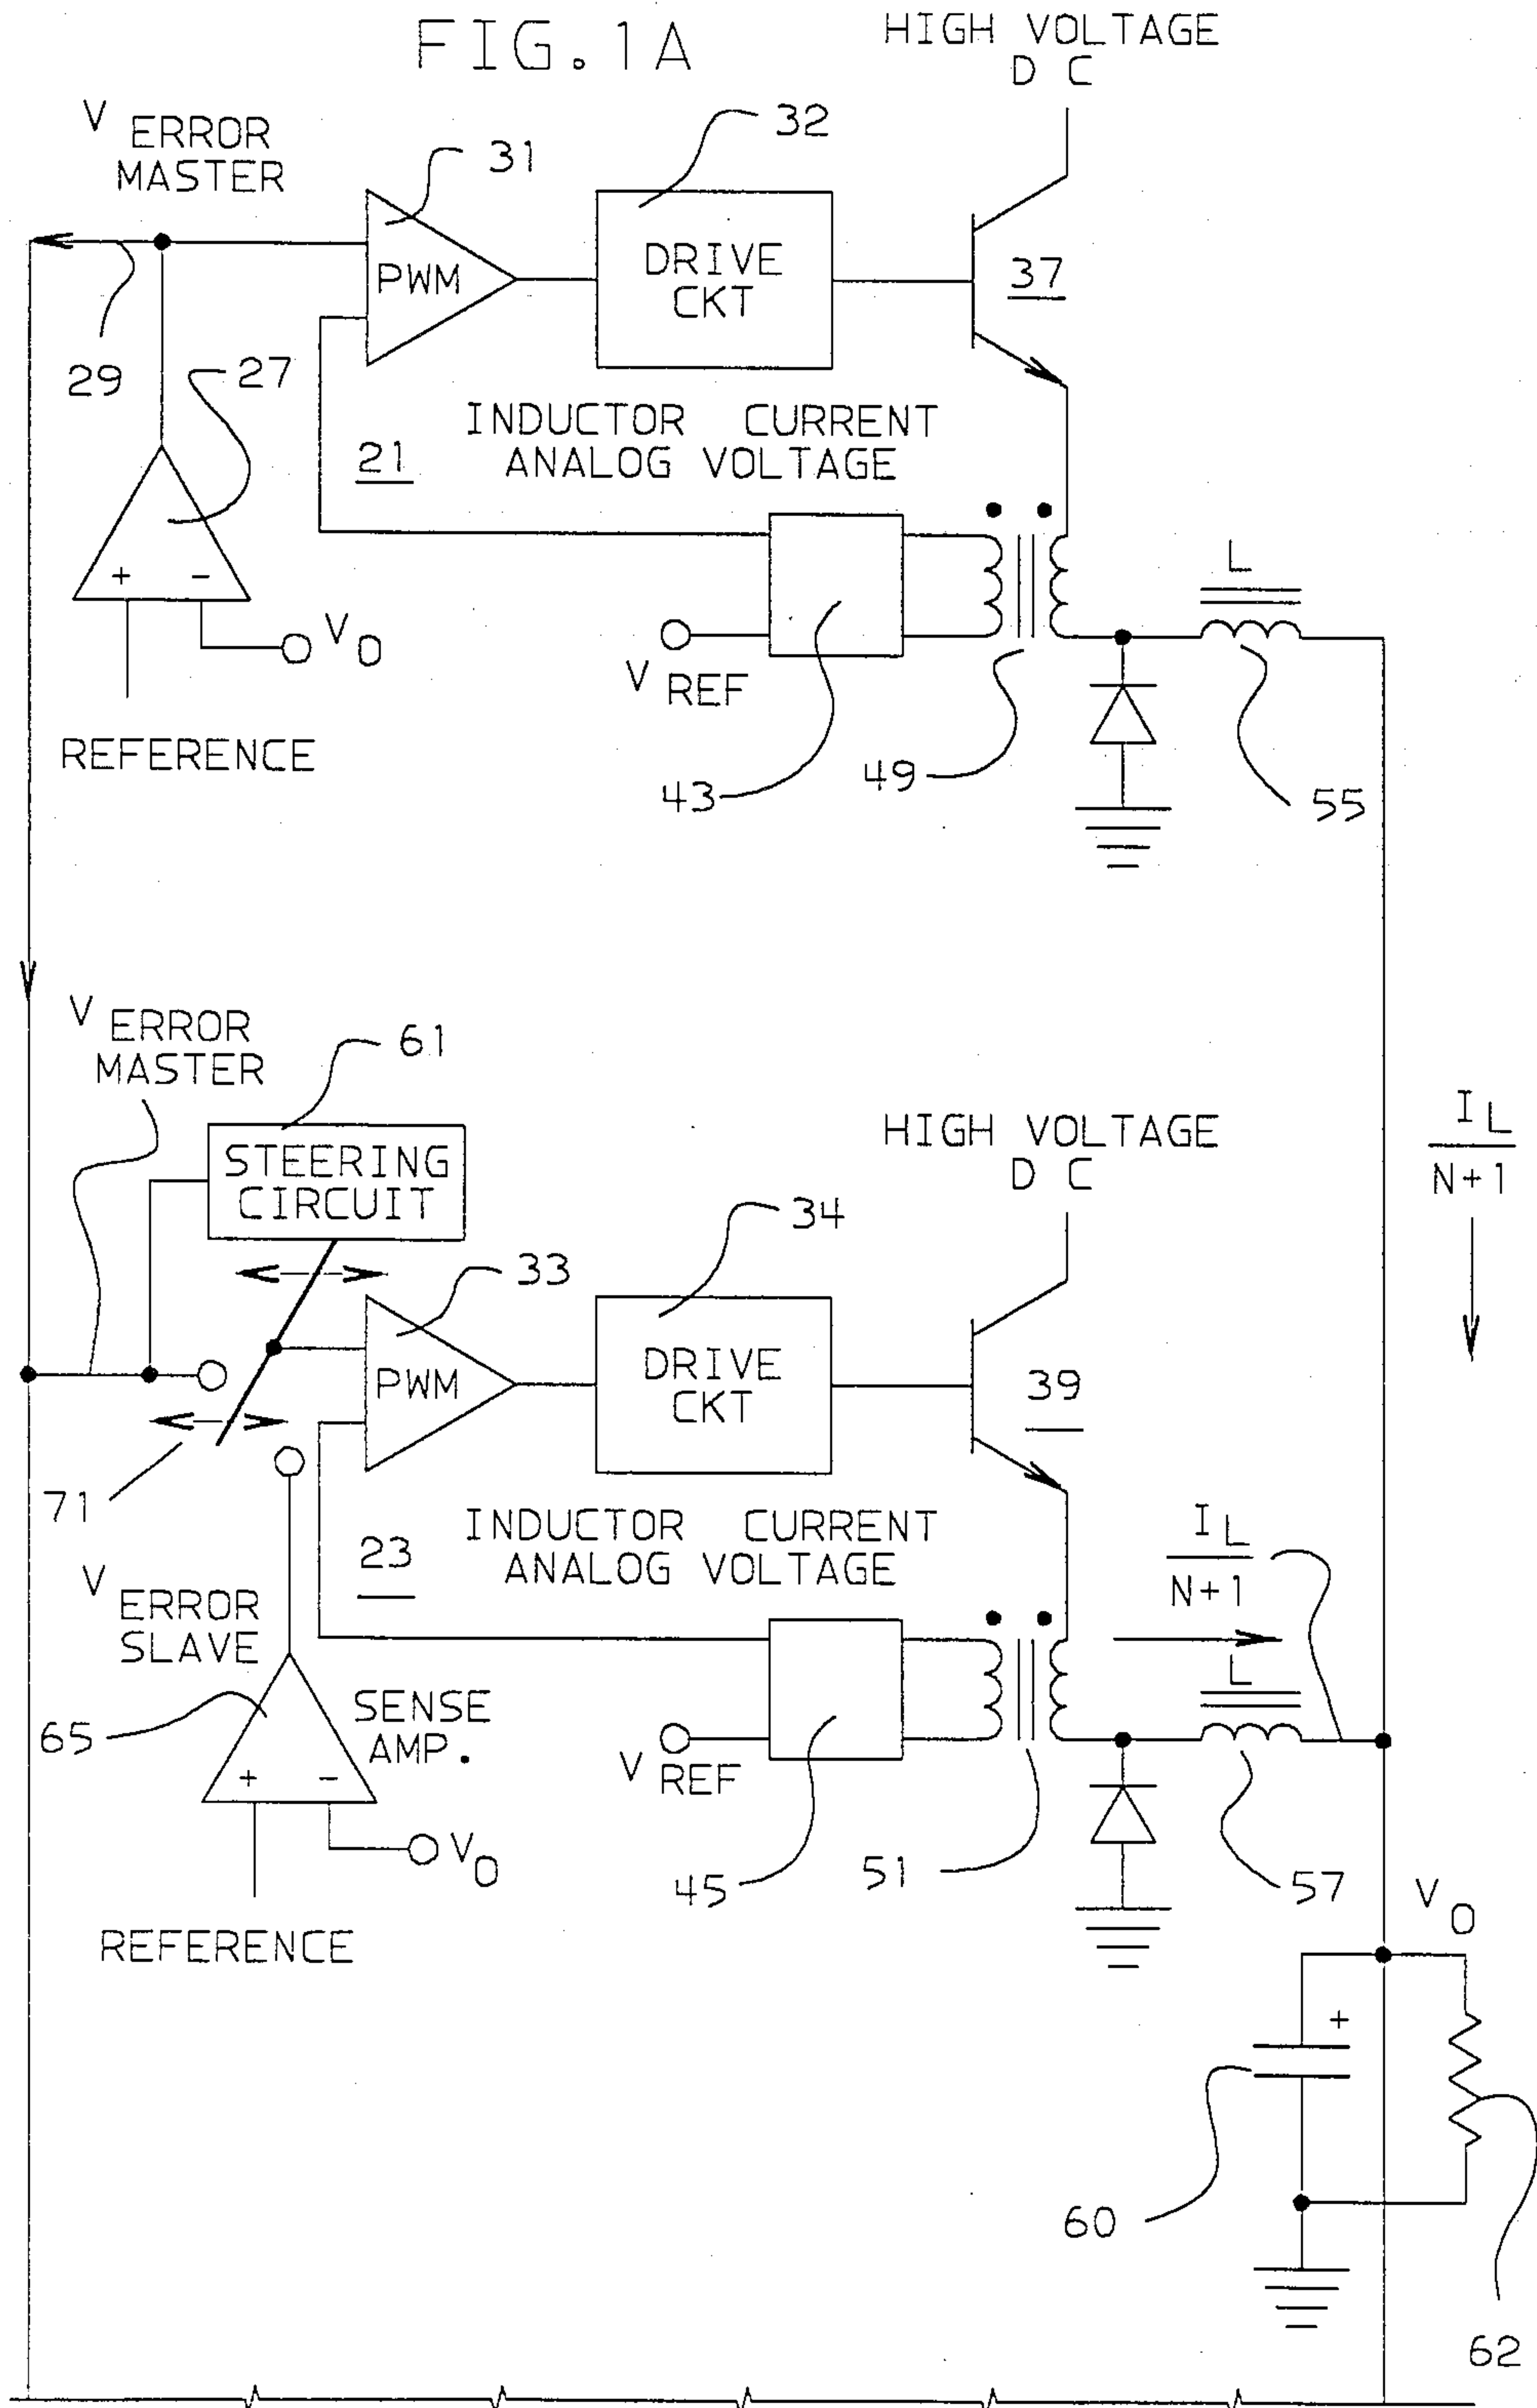 FIG. 1A
HIGH VOLTAGE
D C
V ERROR
MASTER
31
32
PWM
DRIVE
CKT
37
29
27
21
INDUCTOR CURRENT
ANALOG VOLTAGE
+ −
V O
REFERENCE
V REF
43
49
L
55
V ERROR
MASTER
61
STEERING
CIRCUIT
HIGH VOLTAGE
D C
I L
N+1
33
34
PWM
DRIVE
CKT
39
71
23
INDUCTOR CURRENT
ANALOG VOLTAGE
V ERROR
SLAVE
I L
N+1
65
SENSE
AMP.
+ −
V O
REFERENCE
V REF
45
51
L
57
V O
+
60
62